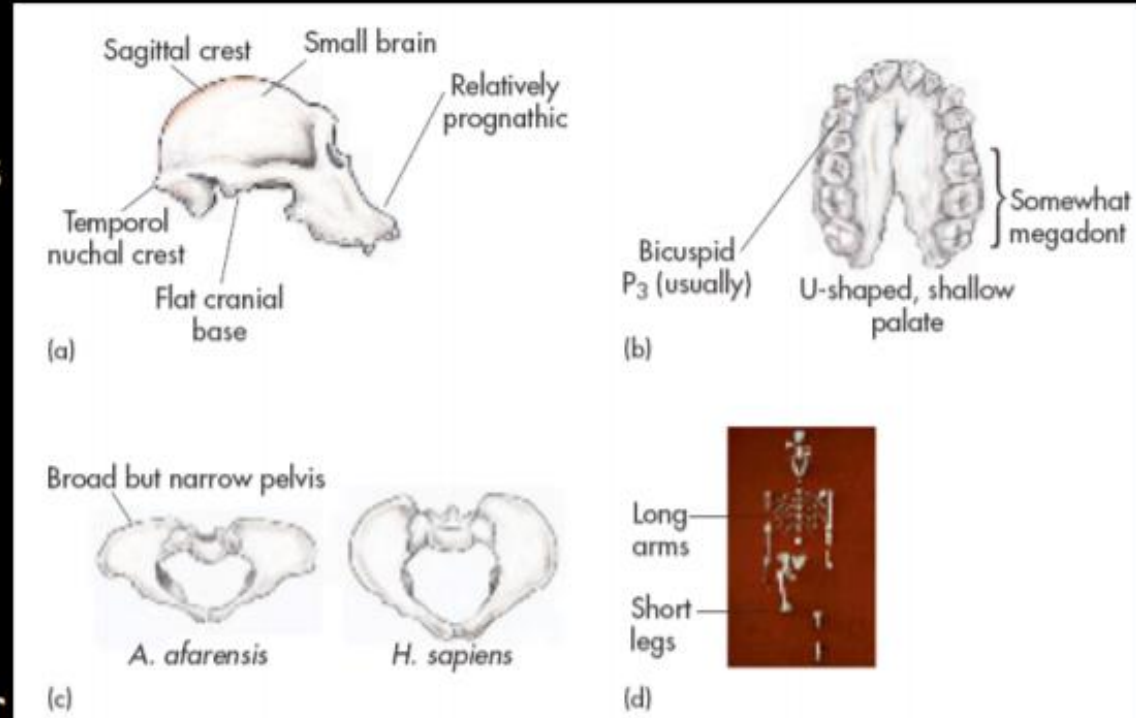 Sagittal crest
Small brain
Relatively
prognathic
Temporol
nuchal crest
Flat cranial
base
(a)
Bicuspid
P₃ (usually)
Somewhat
megadont
U-shaped, shallow
palate
(b)
Broad but narrow pelvis
A. afarensis
H. sapiens
(c)
Long
arms
Short
legs
(d)